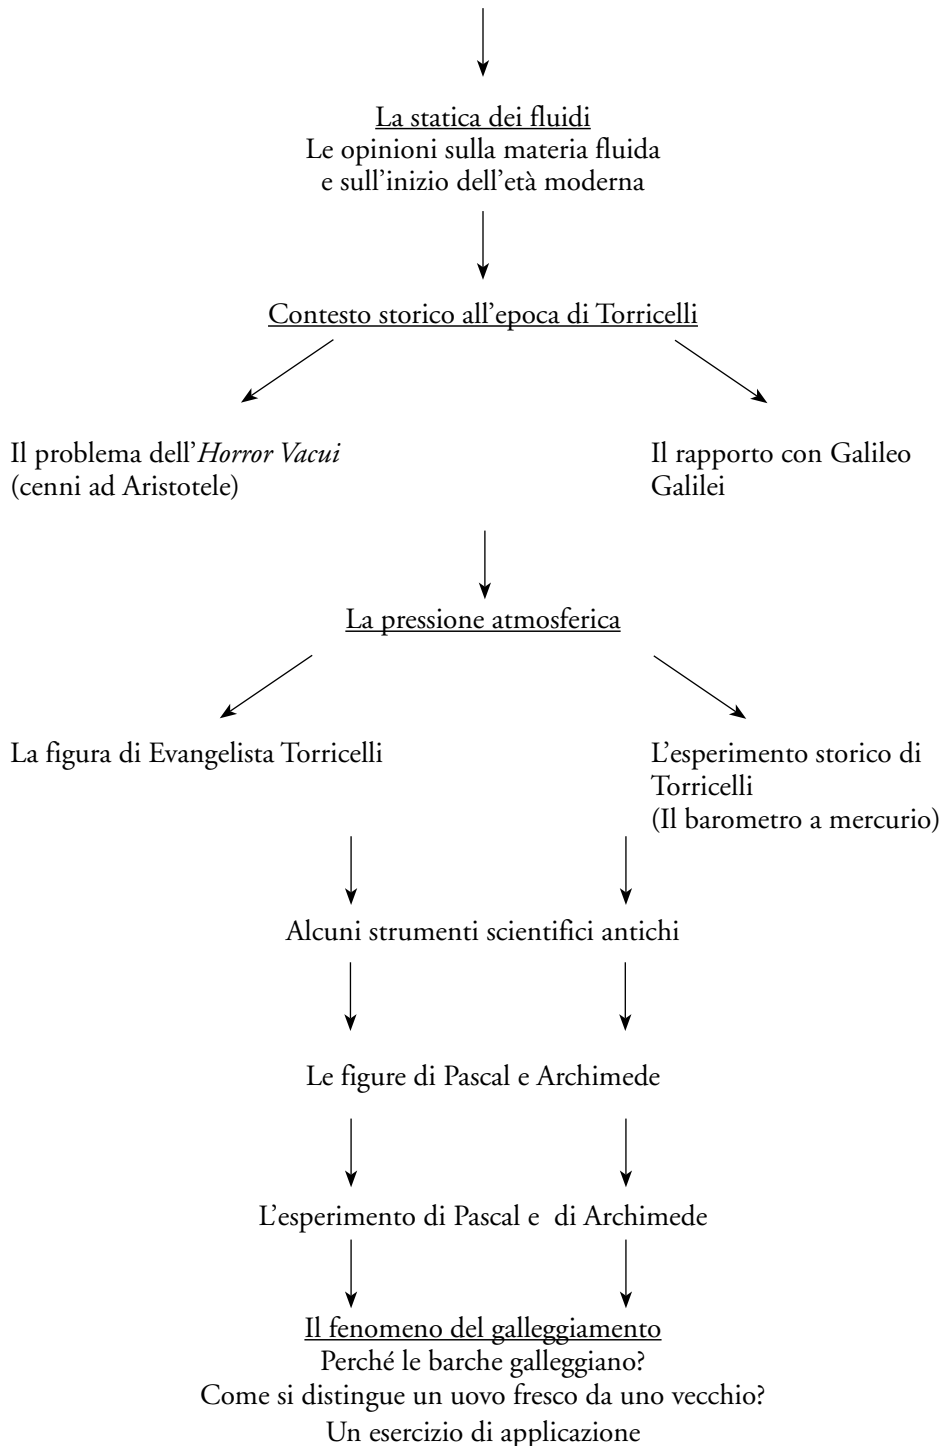 La statica dei fluidi
Le opinioni sulla materia fluida
e sull'inizio dell'età moderna
Contesto storico all'epoca di Torricelli
Il problema dell'Horror Vacui
(cenni ad Aristotele)
Il rapporto con Galileo
Galilei
La pressione atmosferica
La figura di Evangelista Torricelli
L'esperimento storico di
Torricelli
(Il barometro a mercurio)
Alcuni strumenti scientifici antichi
Le figure di Pascal e Archimede
L'esperimento di Pascal e di Archimede
Il fenomeno del galleggiamento
Perché le barche galleggiano?
Come si distingue un uovo fresco da uno vecchio?
Un esercizio di applicazione